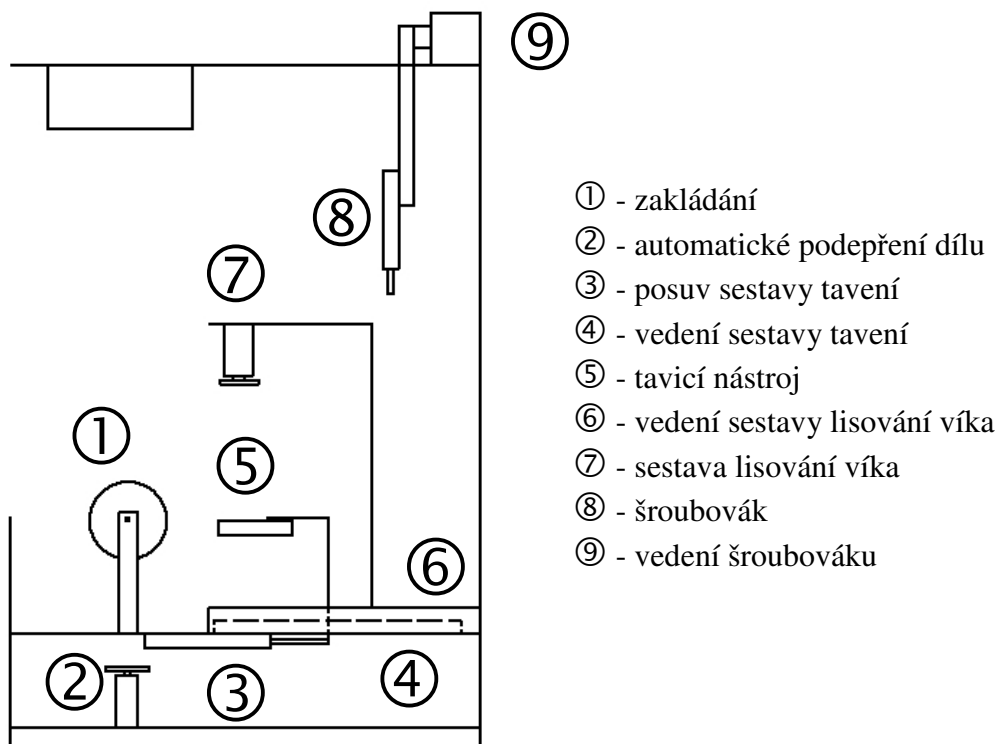 ⑨
⑧
⑦
①
⑤
⑥
②
③
④
① - zakládání
② - automatické podepření dílu
③ - posuv sestavy tavení
④ - vedení sestavy tavení
⑤ - tavicí nástroj
⑥ - vedení sestavy lisování víka
⑦ - sestava lisování víka
⑧ - šroubovák
⑨ - vedení šroubováku